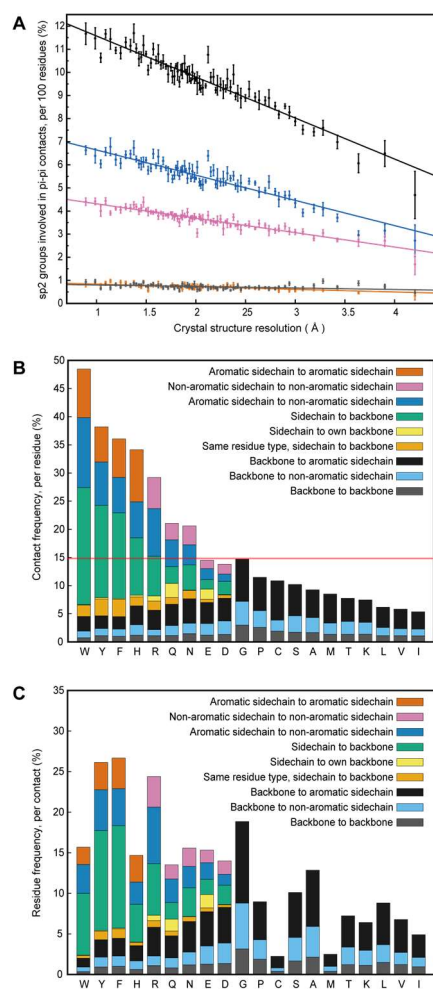 A
12
11
10
9
8
7
6
5
4
3
2
1
0
sp2 groups involved in pi-pi contacts, per 100 residues (%)
1 1.5 2 2.5 3 3.5 4
Crystal structure resolution ( Å )
B
50
45
40
35
30
25
20
15
10
5
0
Contact frequency, per residue (%)
Aromatic sidechain to aromatic sidechain
Non-aromatic sidechain to non-aromatic sidechain
Aromatic sidechain to non-aromatic sidechain
Sidechain to backbone
Sidechain to own backbone
Same residue type, sidechain to backbone
Backbone to aromatic sidechain
Backbone to non-aromatic sidechain
Backbone to backbone
W Y F H R Q N E D G P C S A M T K L V I
C
35
30
25
20
15
10
5
0
Residue frequency, per contact (%)
Aromatic sidechain to aromatic sidechain
Non-aromatic sidechain to non-aromatic sidechain
Aromatic sidechain to non-aromatic sidechain
Sidechain to backbone
Sidechain to own backbone
Same residue type, sidechain to backbone
Backbone to aromatic sidechain
Backbone to non-aromatic sidechain
Backbone to backbone
W Y F H R Q N E D G P C S A M T K L V I